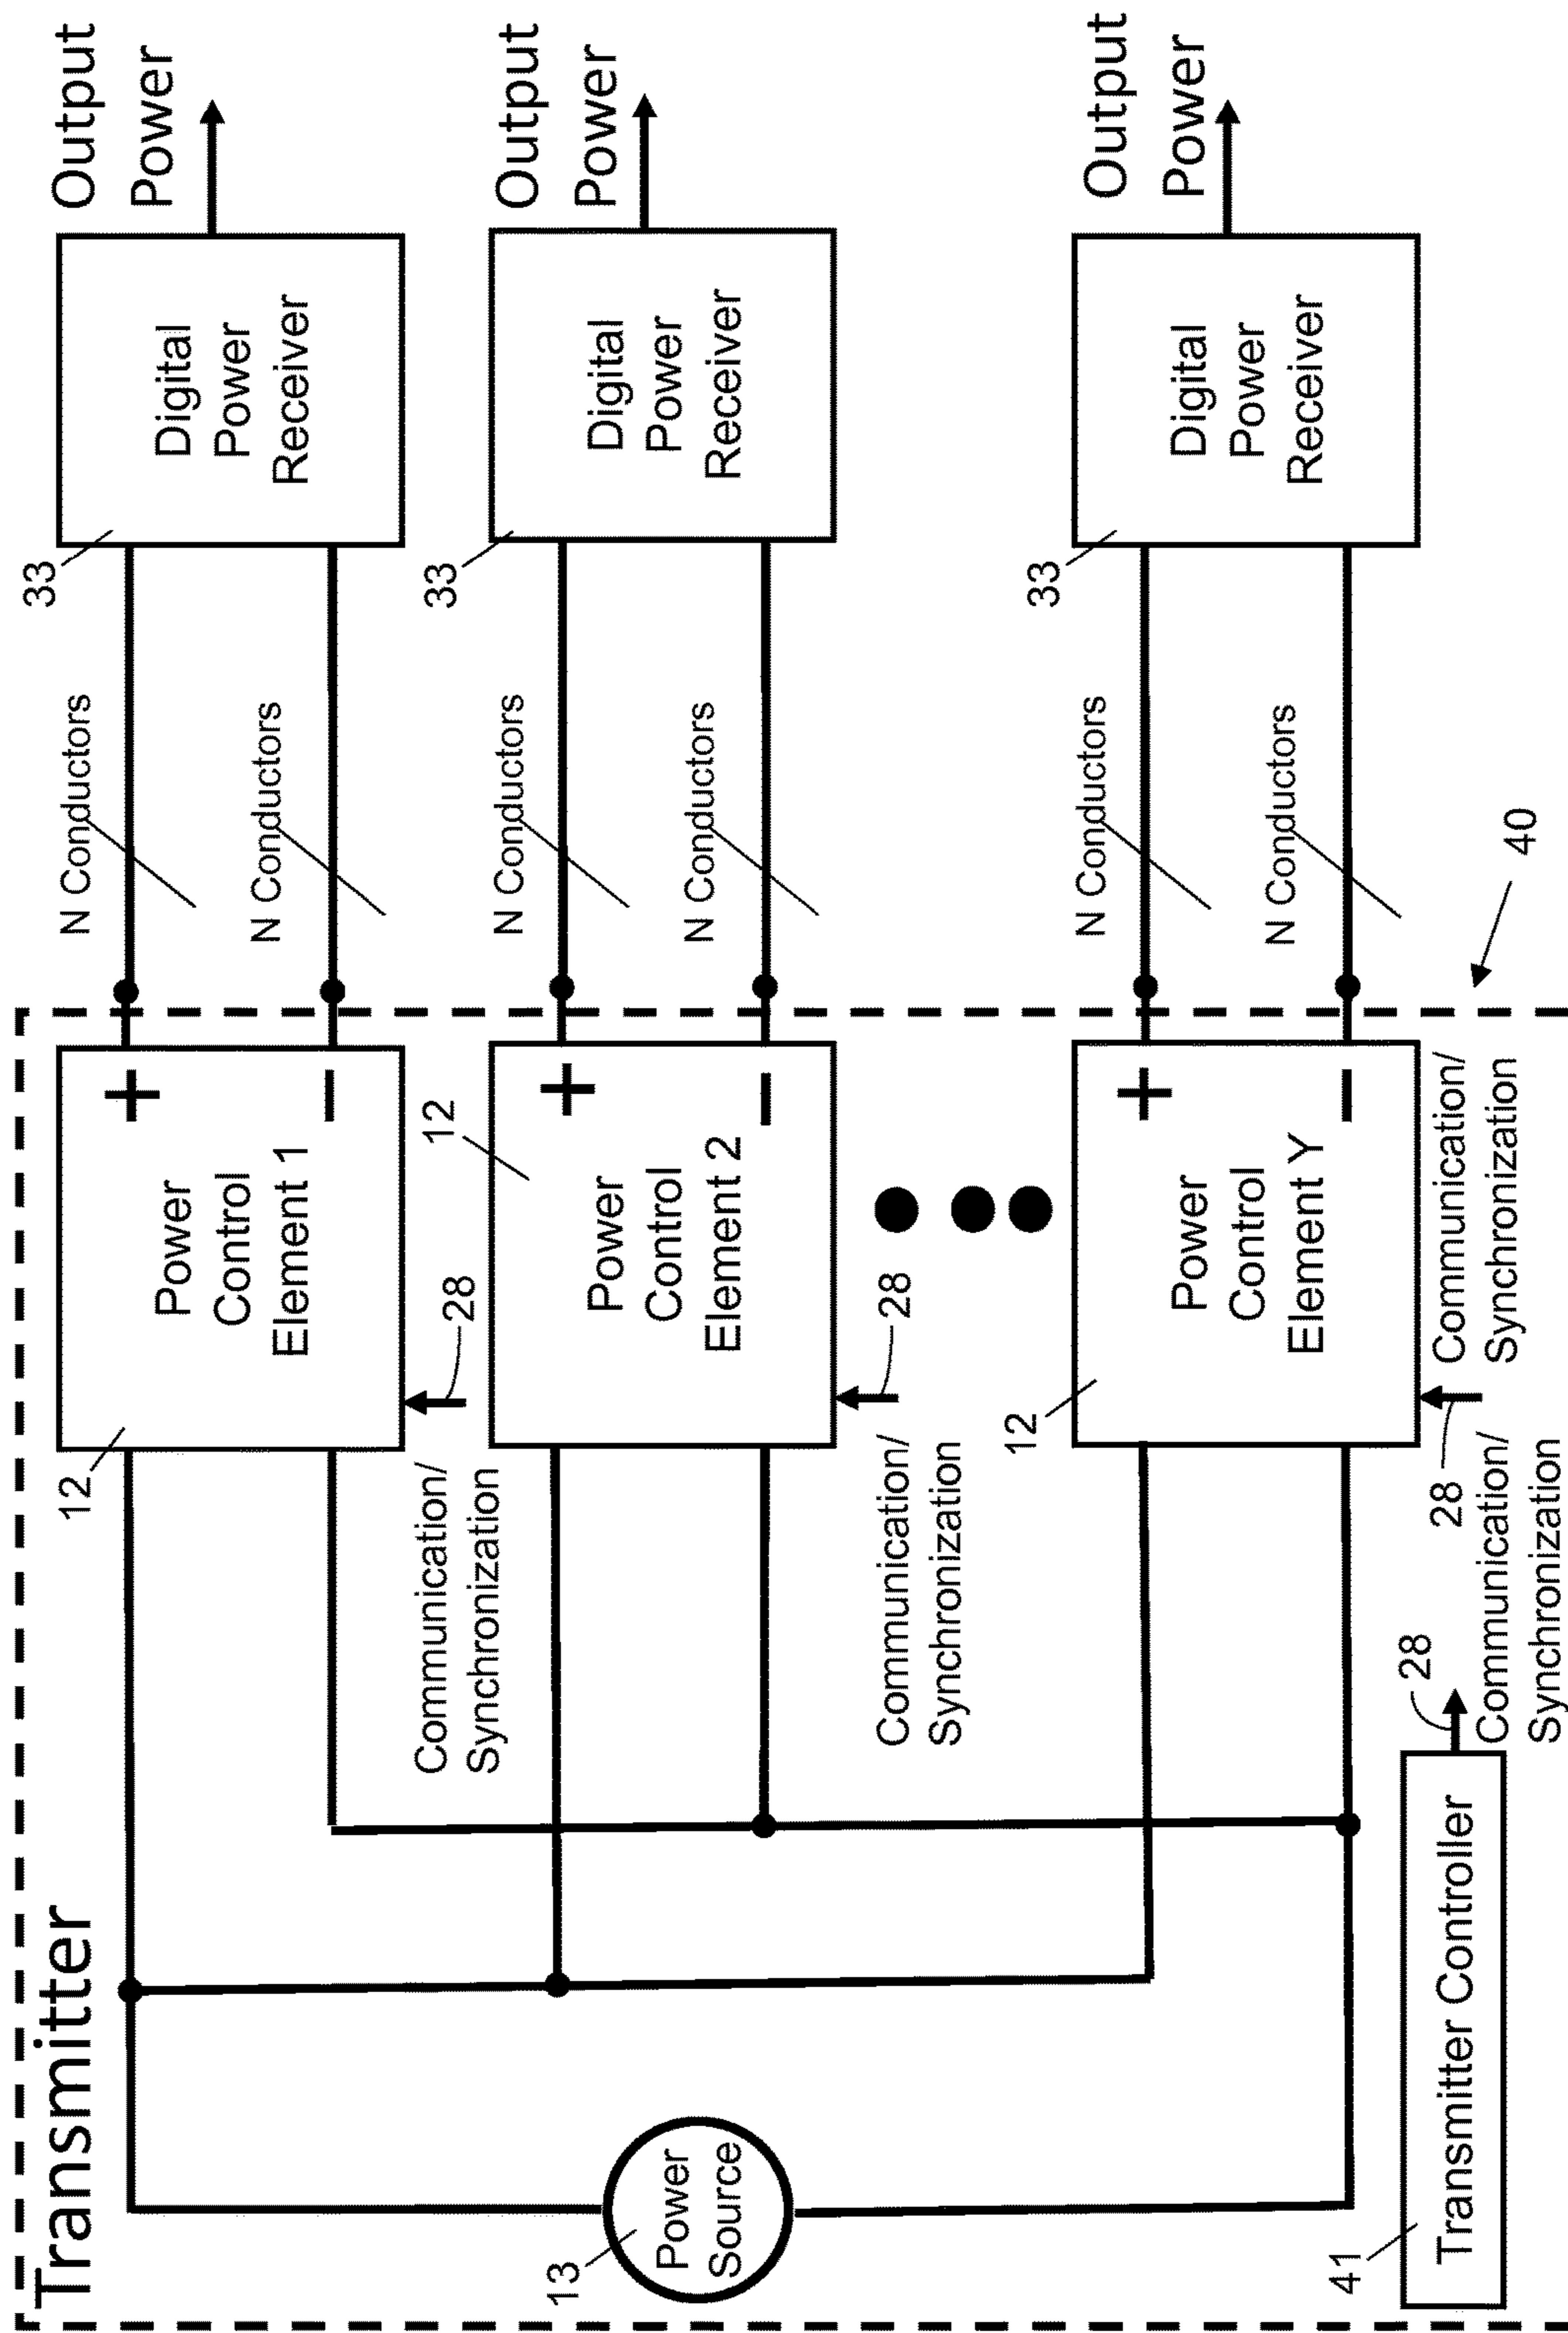 Transmitter
12
Power
Control
Element 1
+
−
N Conductors
N Conductors
33
Digital
Power
Receiver
Output
Power
Communication/
Synchronization
28
12
Power
Control
Element 2
+
−
N Conductors
N Conductors
33
Digital
Power
Receiver
Output
Power
13
Power
Source
Communication/
Synchronization
28
12
Power
Control
Element Y
+
−
N Conductors
N Conductors
33
Digital
Power
Receiver
Output
Power
41
Transmitter Controller
28
Communication/
Synchronization
28
Communication/
Synchronization
40